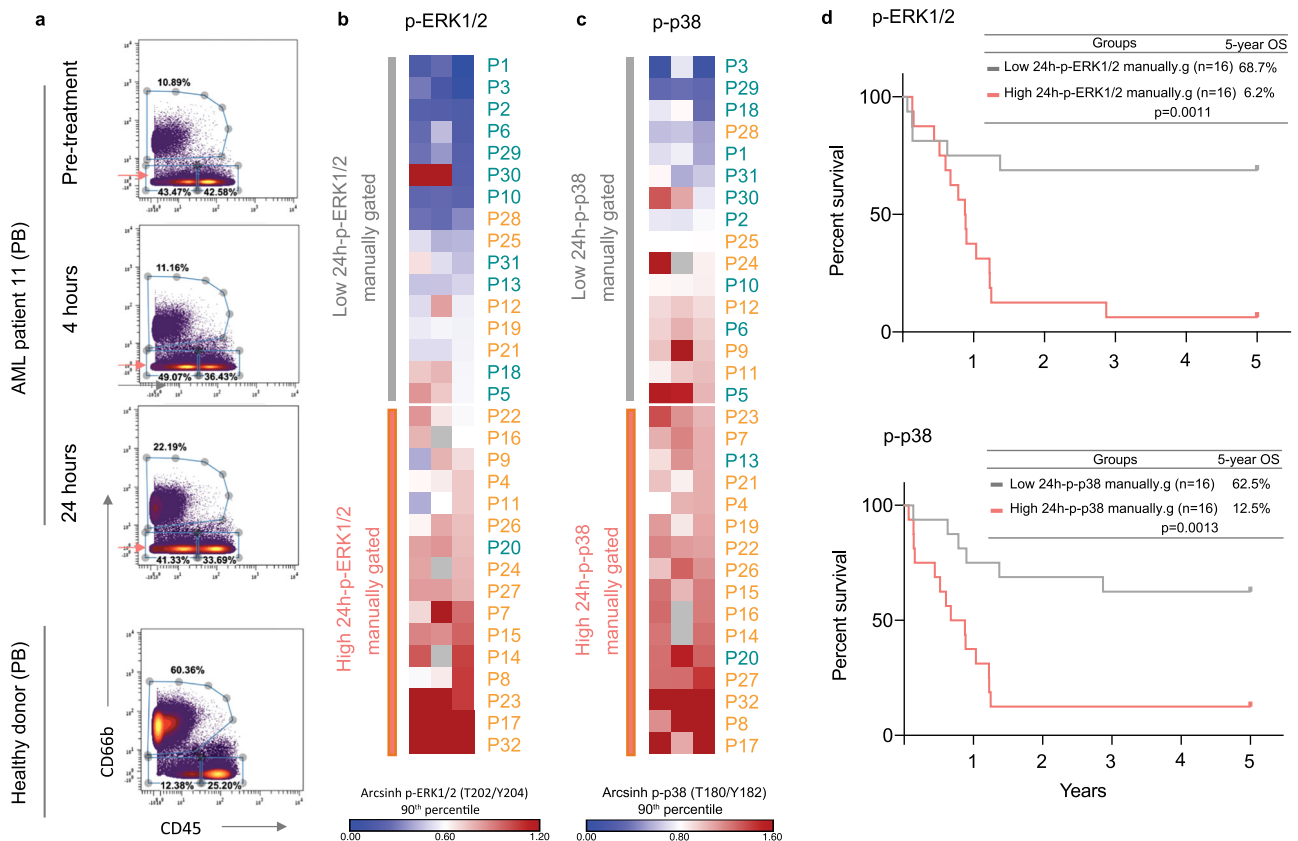 a
AML patient 11 (PB)
Pre-treatment
10.89%
43.47%
42.58%
4 hours
11.16%
49.07%
36.43%
24 hours
22.19%
41.33%
33.69%
Healthy donor (PB)
60.36%
12.38%
25.20%
CD66b
CD45
b
p-ERK1/2
Low 24h-p-ERK1/2
manually gated
High 24h-p-ERK1/2
manually gated
P1
P3
P2
P6
P29
P30
P10
P28
P25
P31
P13
P12
P19
P21
P18
P5
P22
P16
P9
P4
P11
P26
P20
P24
P27
P7
P15
P14
P8
P23
P17
P32
Arcsinh p-ERK1/2 (T202/Y204)
90th percentile
0.00 0.60 1.20
c
p-p38
Low 24h-p-p38
manually gated
High 24h-p-p38
manually gated
P3
P29
P18
P28
P1
P31
P30
P2
P25
P24
P10
P12
P6
P9
P11
P5
P23
P7
P13
P21
P4
P19
P22
P26
P15
P16
P14
P20
P27
P32
P8
P17
Arcsinh p-p38 (T180/Y182)
90th percentile
0.00 0.80 1.60
d
p-ERK1/2
Groups 5-year OS
Low 24h-p-ERK1/2 manually.g (n=16) 68.7%
High 24h-p-ERK1/2 manually.g (n=16) 6.2%
p=0.0011
Percent survival
100
50
0
1 2 3 4 5
p-p38
Groups 5-year OS
Low 24h-p-p38 manually.g (n=16) 62.5%
High 24h-p-p38 manually.g (n=16) 12.5%
p=0.0013
Percent survival
100
50
0
1 2 3 4 5
Years